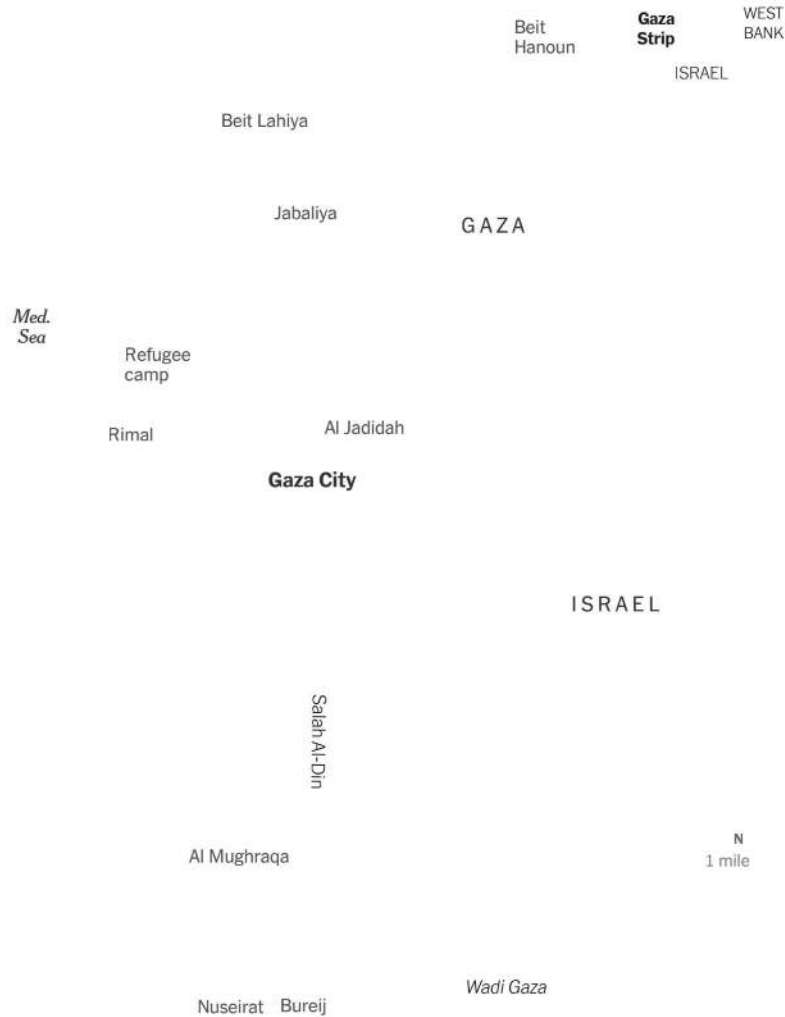 Beit
Hanoun
Gaza
Strip
WEST
BANK
ISRAEL
Beit Lahiya
Jabaliya
GAZA
Med.
Sea
Refugee
camp
Rimal
Al Jadidah
Gaza City
ISRAEL
Salah Al-Din
N
1 mile
Al Mughraqa
Wadi Gaza
Nuseirat
Bureij